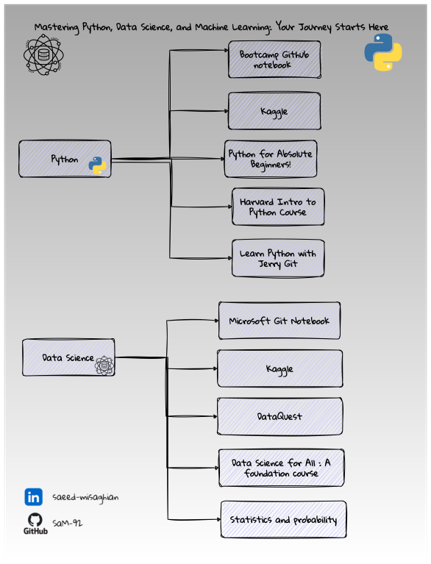 Mastering Python, Data Science, and Machine Learning: Your Journey Starts Here
Bootcamp GitHub
notebook
Kaggle
Python
Python for Absolute
Beginners!
Harvard Intro to
Python Course
Learn Python with
Jerry Git
Microsoft Git Notebook
Data Science
Kaggle
DataQuest
Data Science for All : A
foundation course
Statistics and probability
in
saeed-misaghian
SaM-92
GitHub